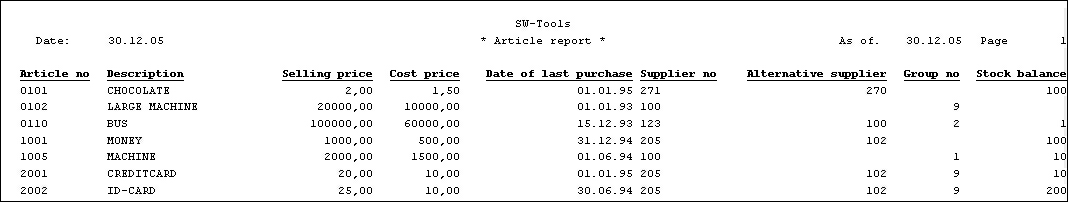 SW-Tools
Date: 30.12.05 * Article report * As of. 30.12.05 Page 1
Article no Description Selling price Cost price Date of last purchase Supplier no Alternative supplier Group no Stock balance
0101 CHOCOLATE 2,00 1,50 01.01.95 271 270 100
0102 LARGE MACHINE 20000,00 10000,00 01.01.93 100 9
0110 BUS 100000,00 60000,00 15.12.93 123 100 2 1
1001 MONEY 1000,00 500,00 31.12.94 205 102 100
1005 MACHINE 2000,00 1500,00 01.06.94 100 1 10
2001 CREDITCARD 20,00 10,00 01.01.95 205 102 9 10
2002 ID-CARD 25,00 10,00 30.06.94 205 102 9 200